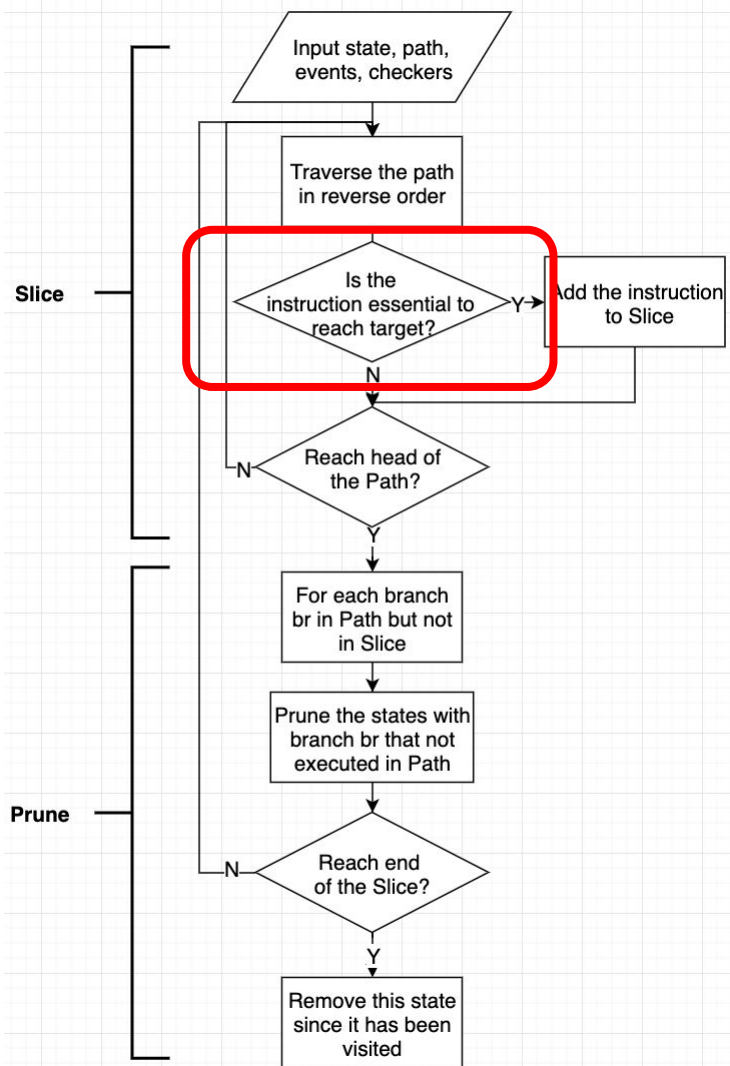 Input state, path,
events, checkers
Traverse the path
in reverse order
Slice
Is the
instruction essential to
reach target?
Y
Add the instruction
to Slice
N
Reach head of
the Path?
N
Y
For each branch
br in Path but not
in Slice
Prune the states with
branch br that not
executed in Path
Prune
Reach end
of the Slice?
N
Y
Remove this state
since it has been
visited